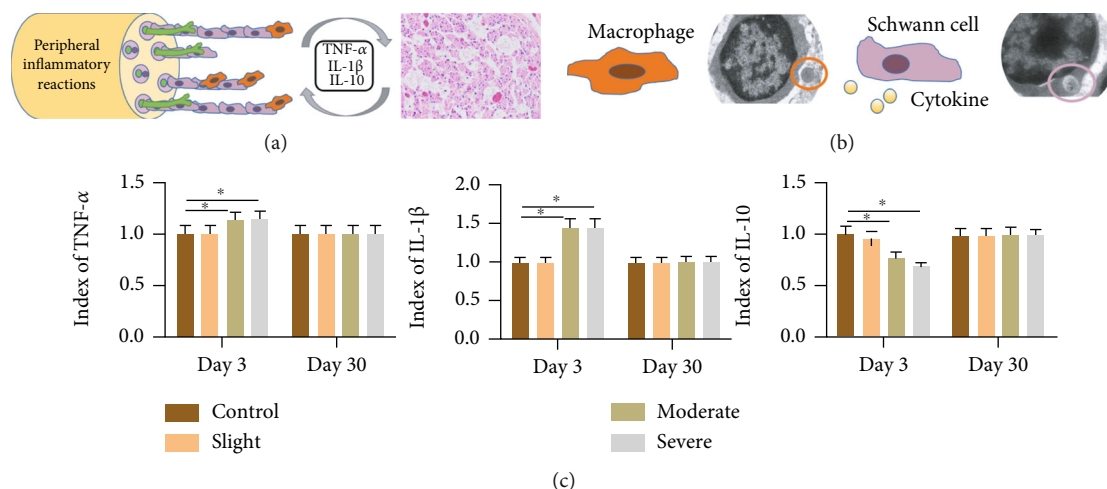 Peripheral
inflammatory
reactions
TNF-α
IL-1β
IL-10
Macrophage
Schwann cell
Cytokine
(a)
(b)
Index of TNF-α
1.5
1.0
0.5
0.0
*
*
Day 3
Day 30
Index of IL-1β
2.0
1.5
1.0
0.5
0.0
*
*
Day 3
Day 30
Index of IL-10
1.5
1.0
0.5
0.0
*
*
Day 3
Day 30
Control
Slight
Moderate
Severe
(c)